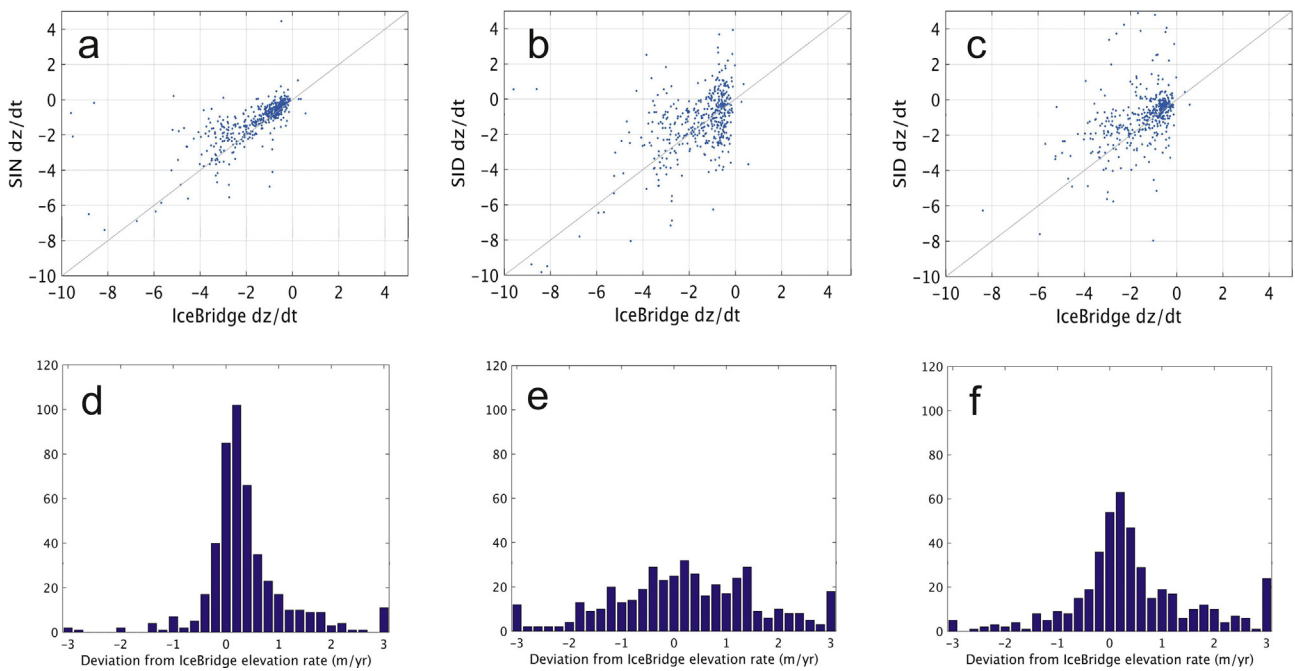 a
4
2
0
−2
−4
−6
−8
−10
SIN dz/dt
−10 −8 −6 −4 −2 0 2 4
IceBridge dz/dt
b
4
2
0
−2
−4
−6
−8
−10
SID dz/dt
−10 −8 −6 −4 −2 0 2 4
IceBridge dz/dt
c
4
2
0
−2
−4
−6
−8
−10
SID dz/dt
−10 −8 −6 −4 −2 0 2 4
IceBridge dz/dt
d
120
100
80
60
40
20
0
−3 −2 −1 0 1 2 3
Deviation from IceBridge elevation rate (m/yr)
e
120
100
80
60
40
20
0
−3 −2 −1 0 1 2 3
Deviation from IceBridge elevation rate (m/yr)
f
120
100
80
60
40
20
0
−3 −2 −1 0 1 2 3
Deviation from IceBridge elevation rate (m/yr)